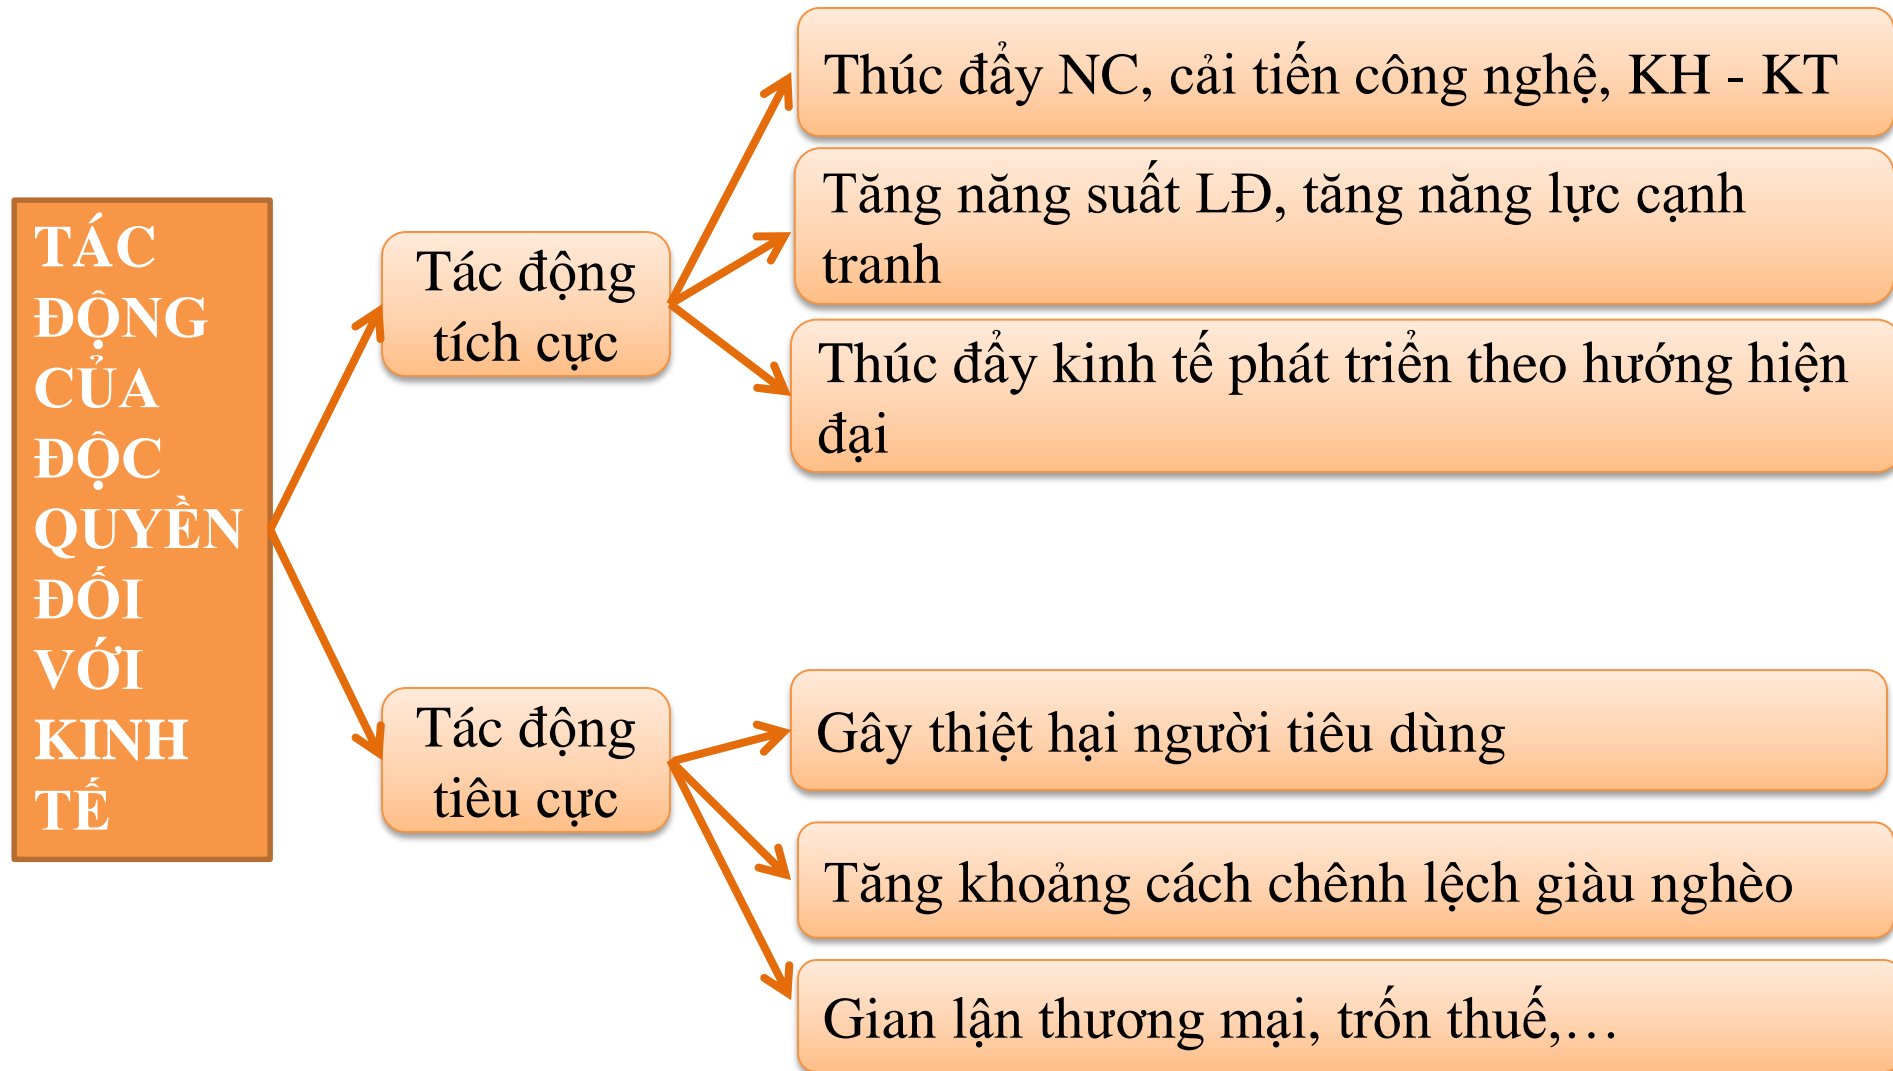 TÁC
ĐỘNG
CỦA
ĐỘC
QUYỀN
ĐỐI
VỚI
KINH
TẾ
Tác động
tích cực
Thúc đẩy NC, cải tiến công nghệ, KH - KT
Tăng năng suất LĐ, tăng năng lực cạnh
tranh
Thúc đẩy kinh tế phát triển theo hướng hiện
đại
Tác động
tiêu cực
Gây thiệt hại người tiêu dùng
Tăng khoảng cách chênh lệch giàu nghèo
Gian lận thương mại, trốn thuế,…